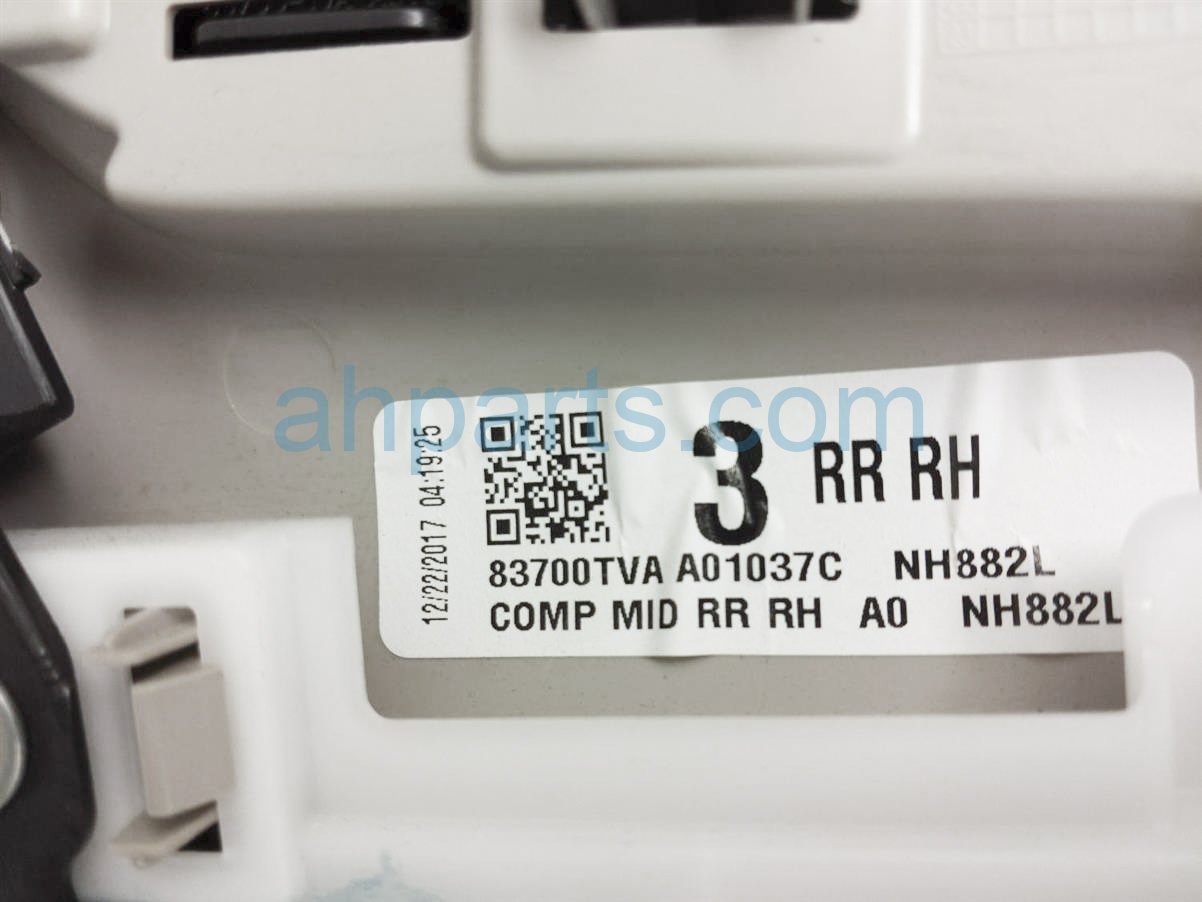 ahparts.com
12/22/2017 04:19:25
3 RR RH
83700TVA A01037C NH882L
COMP MID RR RH A0 NH882L